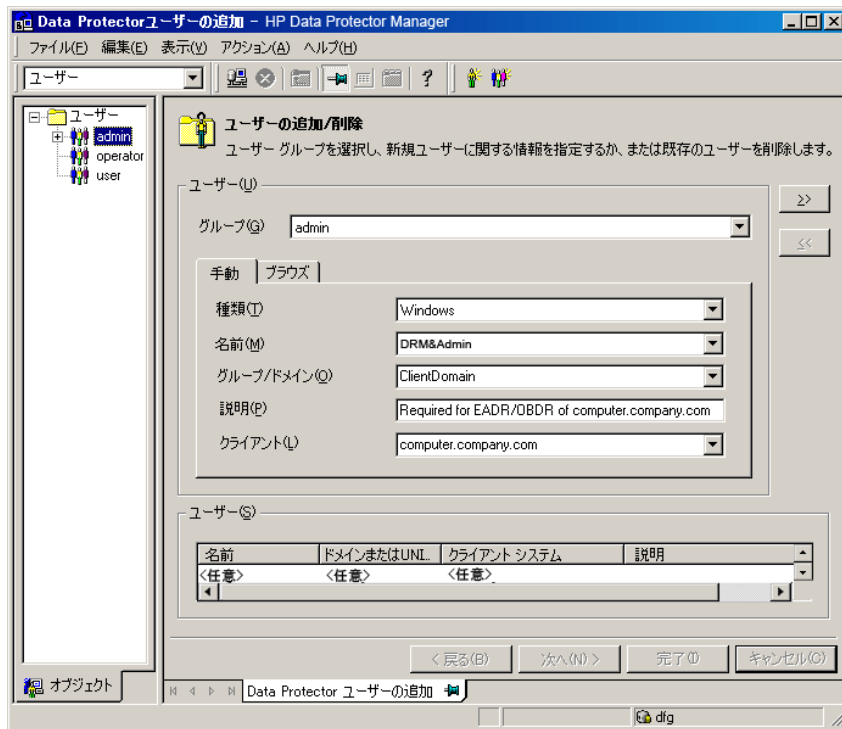 Data Protectorユーザーの追加 - HP Data Protector Manager
ファイル(F) 編集(E) 表示(V) アクション(A) ヘルプ(H)
ユーザー
?
ユーザー
admin
operator
user
ユーザーの追加/削除
ユーザー グループを選択し、新規ユーザーに関する情報を指定するか、または既存のユーザーを削除します。
ユーザー(U)
>>
<<
グループ(G) admin
手動 ブラウズ
種類(T) Windows
名前(M) DRM&Admin
グループ/ドメイン(O) ClientDomain
説明(P) Required for EADR/OBDR of computer.company.com
クライアント(L) computer.company.com
ユーザー(S)
名前 ドメインまたはUNI... クライアント システム 説明
<任意> <任意> <任意>
< 戻る(B) 次へ(N) > 完了(I) キャンセル(C)
オブジェクト
Data Protector ユーザーの追加
dfg